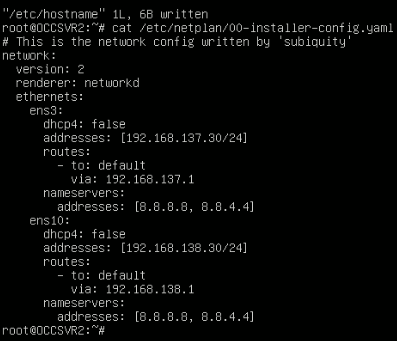 "/etc/hostname" 1L, 6B written
root@OCCSVR2:~# cat /etc/netplan/00-installer-config.yaml
# This is the network config written by 'subiquity'
network:
  version: 2
  renderer: networkd
  ethernets:
    ens3:
      dhcp4: false
      addresses: [192.168.137.30/24]
      routes:
        - to: default
          via: 192.168.137.1
      nameservers:
        addresses: [8.8.8.8, 8.8.4.4]
    ens10:
      dhcp4: false
      addresses: [192.168.138.30/24]
      routes:
        - to: default
          via: 192.168.138.1
      nameservers:
        addresses: [8.8.8.8, 8.8.4.4]
root@OCCSVR2:~#